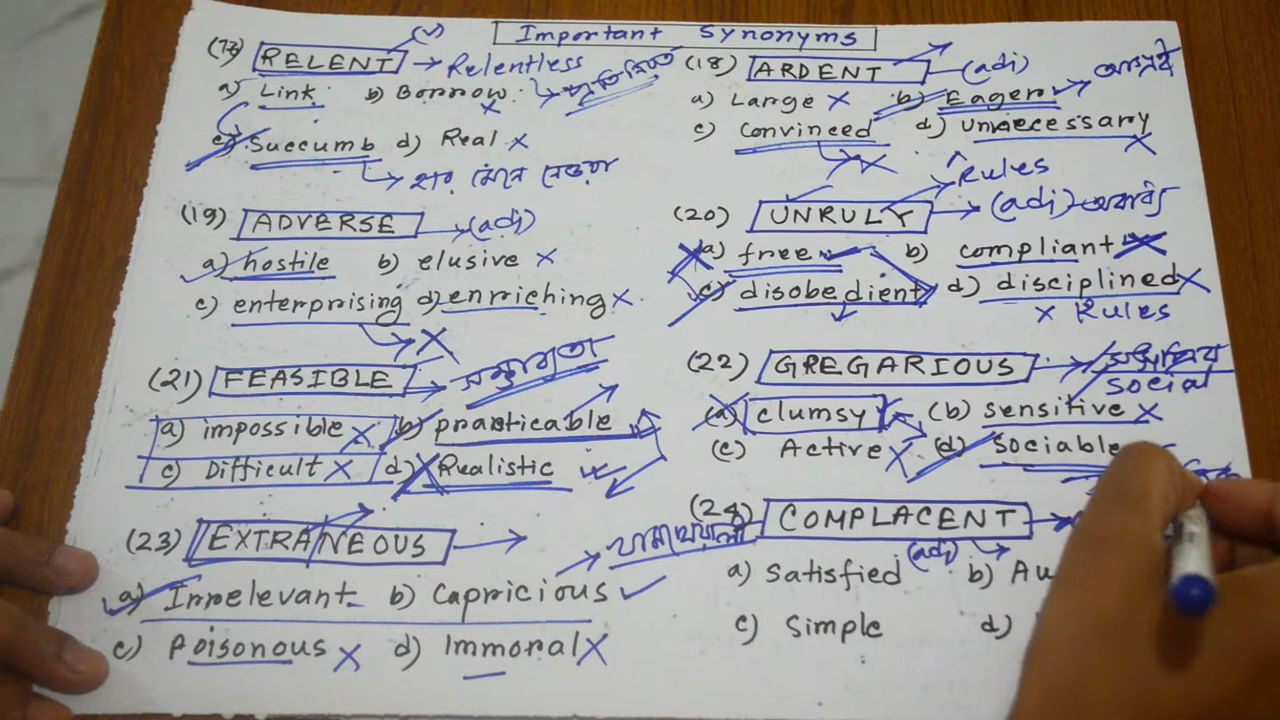 Important Synonyms
(17) RELENT → Relentless
a) Link b) Borrow
c) Succumb d) Real
হার মেনে নেওয়া
(18) ARDENT (adj)
a) Large b) Eager
c) Convinced d) unnecessary
(19) ADVERSE (adj)
a) hostile b) elusive
c) enterprising d) enriching
Rules
(20) UNRULY (adj) অবাধ্য
a) free b) compliant
c) disobedient d) disciplined
Rules
(21) FEASIBLE
a) impossible b) practicable
c) Difficult d) Realistic
(22) GREGARIOUS
social
(a) clumsy (b) sensitive
(c) Active (d) Sociable
(23) EXTRANEOUS
খামখেয়ালী
a) Irrelevant b) Capricious
c) Poisonous d) Immoral
(24) COMPLACENT
(adj)
a) Satisfied b) Au
c) Simple d)